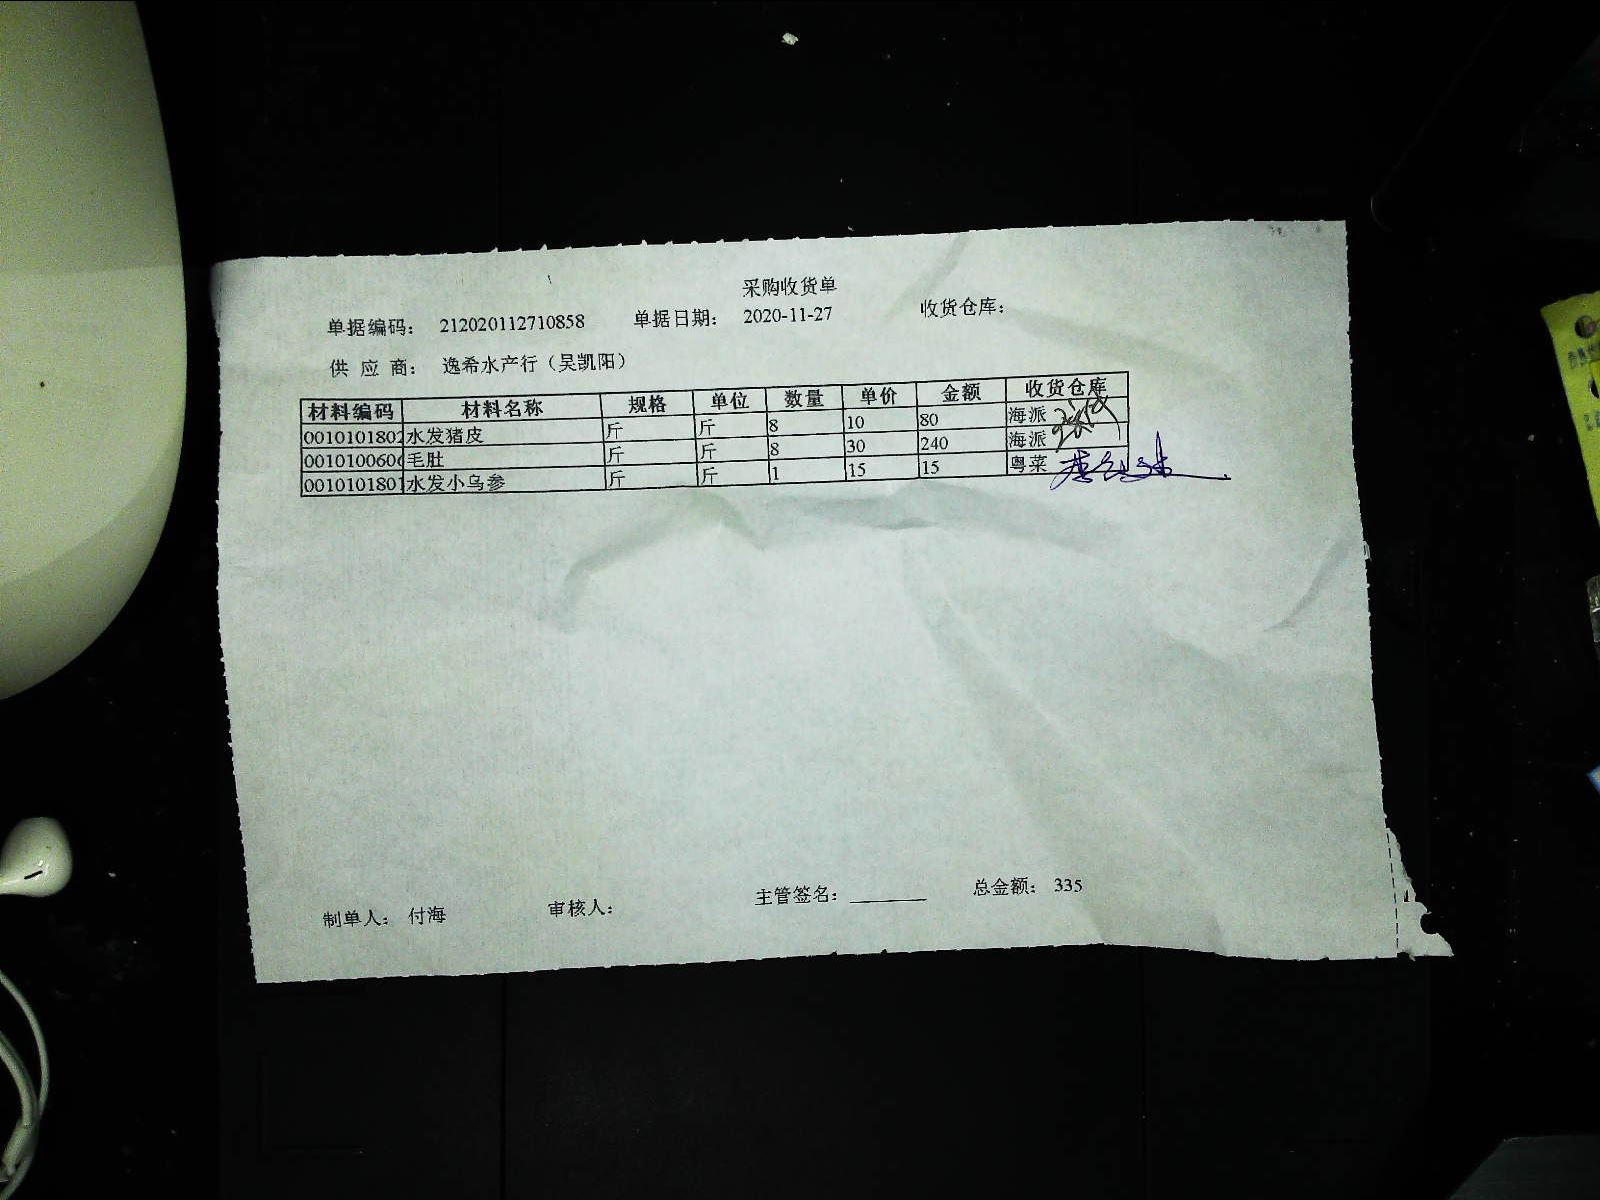 采购收货单
单据编码： 212020112710858 单据日期： 2020-11-27 收货仓库：
供 应 商： 逸希水产行（吴凯阳）
材料编码 材料名称 规格 单位 数量 单价 金额 收货仓库
0010101802 水发猪皮 斤 斤 8 10 80 海派
001010060 毛肚 斤 斤 8 30 240 海派
0010101801 水发小乌参 斤 斤 1 15 15 粤菜
制单人： 付海 审核人： 主管签名： 总金额： 335